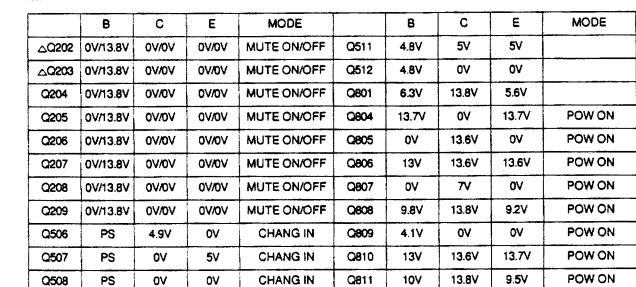 B C E MODE B C E MODE
△Q202 0V/13.8V 0V/0V 0V/0V MUTE ON/OFF Q511 4.8V 5V 5V
△Q203 0V/13.8V 0V/0V 0V/0V MUTE ON/OFF Q512 4.8V 0V 0V
Q204 0V/13.8V 0V/0V 0V/0V MUTE ON/OFF Q801 6.3V 13.8V 5.6V
Q205 0V/13.8V 0V/0V 0V/0V MUTE ON/OFF Q804 13.7V 0V 13.7V POW ON
Q206 0V/13.8V 0V/0V 0V/0V MUTE ON/OFF Q805 0V 13.6V 0V POW ON
Q207 0V/13.8V 0V/0V 0V/0V MUTE ON/OFF Q806 13V 13.6V 13.6V POW ON
Q208 0V/13.8V 0V/0V 0V/0V MUTE ON/OFF Q807 0V 7V 0V POW ON
Q209 0V/13.8V 0V/0V 0V/0V MUTE ON/OFF Q808 9.8V 13.8V 9.2V POW ON
Q506 PS 4.9V 0V CHANG IN Q809 4.1V 0V 0V POW ON
Q507 PS 0V 5V CHANG IN Q810 13V 13.6V 13.7V POW ON
Q508 PS 0V 0V CHANG IN Q811 10V 13.8V 9.5V POW ON